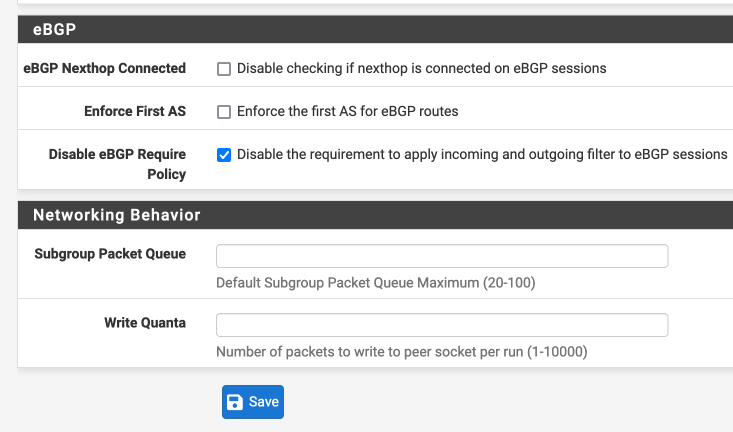 eBGP
eBGP Nexthop Connected Disable checking if nexthop is connected on eBGP sessions
Enforce First AS Enforce the first AS for eBGP routes
Disable eBGP Require Disable the requirement to apply incoming and outgoing filter to eBGP sessions
Policy
Networking Behavior
Subgroup Packet Queue
Default Subgroup Packet Queue Maximum (20-100)
Write Quanta
Number of packets to write to peer socket per run (1-10000)
Save